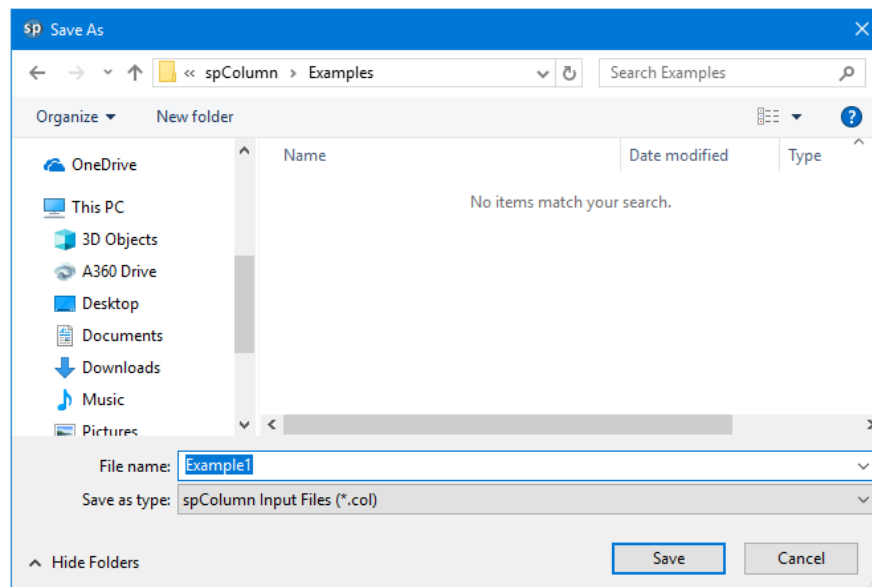 sp Save As
« spColumn > Examples
Search Examples
Organize
New folder
?
Name
Date modified
Type
No items match your search.
OneDrive
This PC
3D Objects
A360 Drive
Desktop
Documents
Downloads
Music
Pictures
File name: Example1
Save as type: spColumn Input Files (*.col)
Hide Folders
Save
Cancel